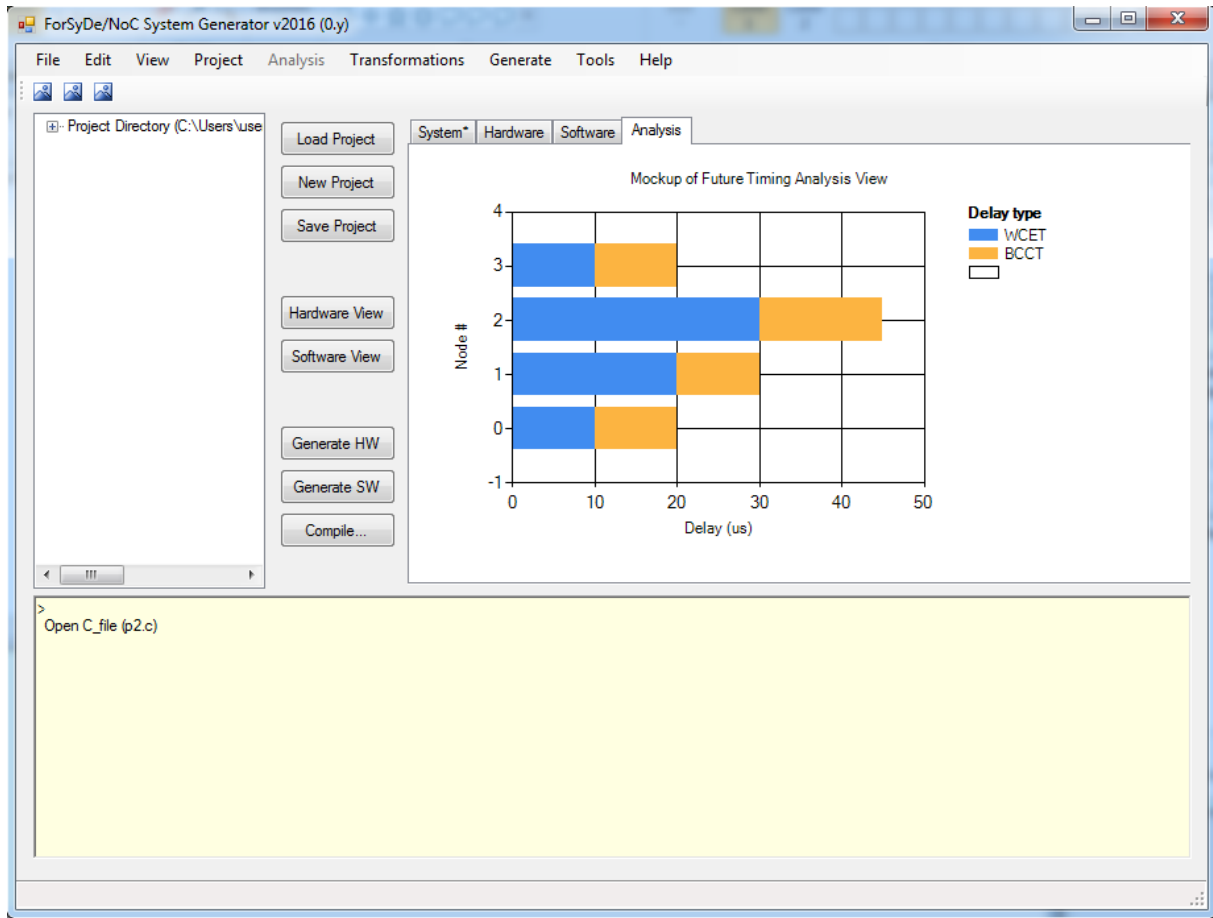 ForSyDe/NoC System Generator v2016 (0.y)
File Edit View Project Analysis Transformations Generate Tools Help
Project Directory (C:\Users\use
Load Project
New Project
Save Project
Hardware View
Software View
Generate HW
Generate SW
Compile...
System* Hardware Software Analysis
Mockup of Future Timing Analysis View
4
3
2
1
0
-1
Node #
0 10 20 30 40 50
Delay (us)
Delay type
WCET
BCCT
>
Open C_file (p2.c)